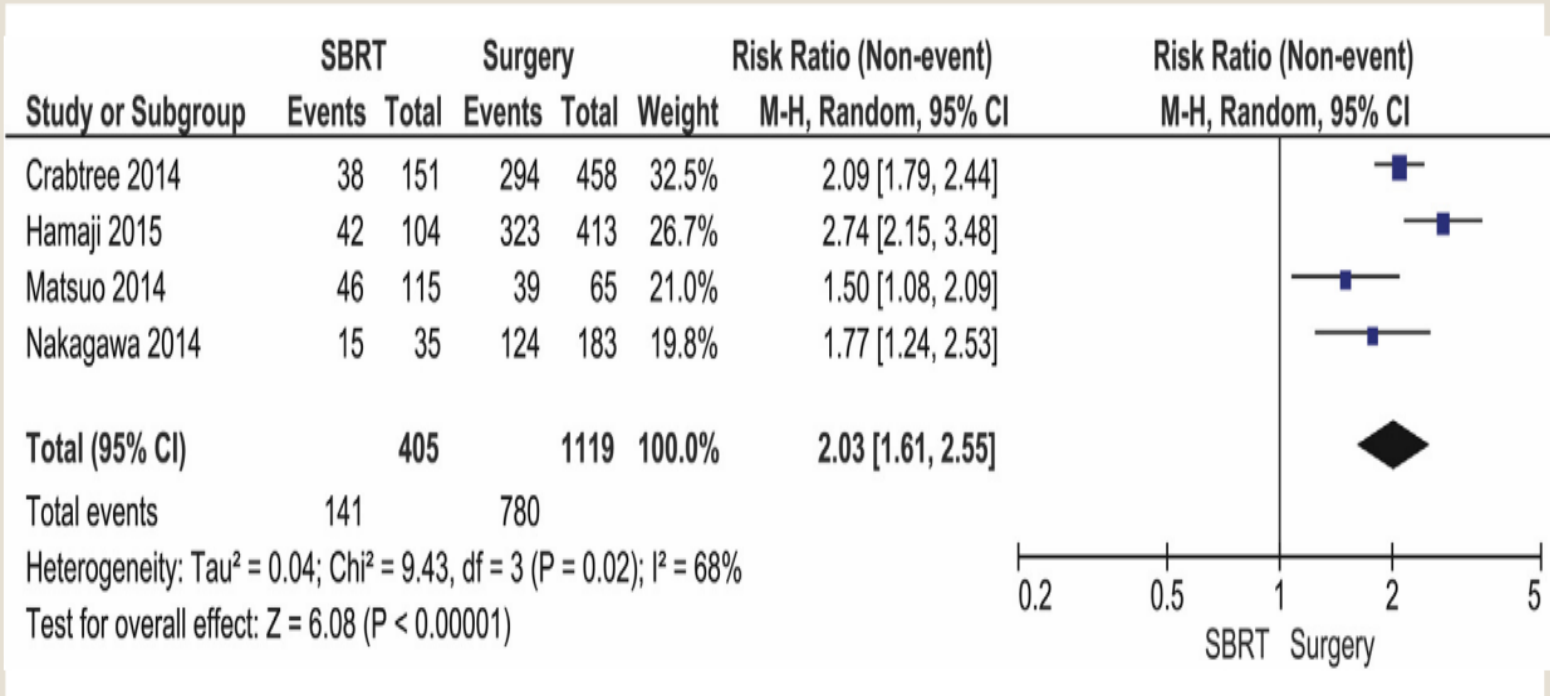 SBRT Surgery Risk Ratio (Non-event) Risk Ratio (Non-event)
Study or Subgroup Events Total Events Total Weight M-H, Random, 95% CI M-H, Random, 95% CI
Crabtree 2014 38 151 294 458 32.5% 2.09 [1.79, 2.44]
Hamaji 2015 42 104 323 413 26.7% 2.74 [2.15, 3.48]
Matsuo 2014 46 115 39 65 21.0% 1.50 [1.08, 2.09]
Nakagawa 2014 15 35 124 183 19.8% 1.77 [1.24, 2.53]
Total (95% CI) 405 1119 100.0% 2.03 [1.61, 2.55]
Total events 141 780
Heterogeneity: Tau² = 0.04; Chi² = 9.43, df = 3 (P = 0.02); I² = 68%
Test for overall effect: Z = 6.08 (P < 0.00001)
0.2 0.5 1 2 5
SBRT Surgery